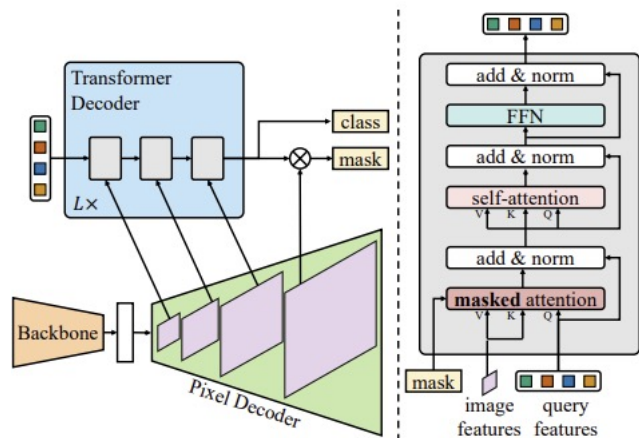 Transformer
Decoder
L×
class
mask
Backbone
Pixel Decoder
add & norm
FFN
add & norm
self-attention
V K Q
add & norm
masked attention
V K Q
mask
image
features
query
features